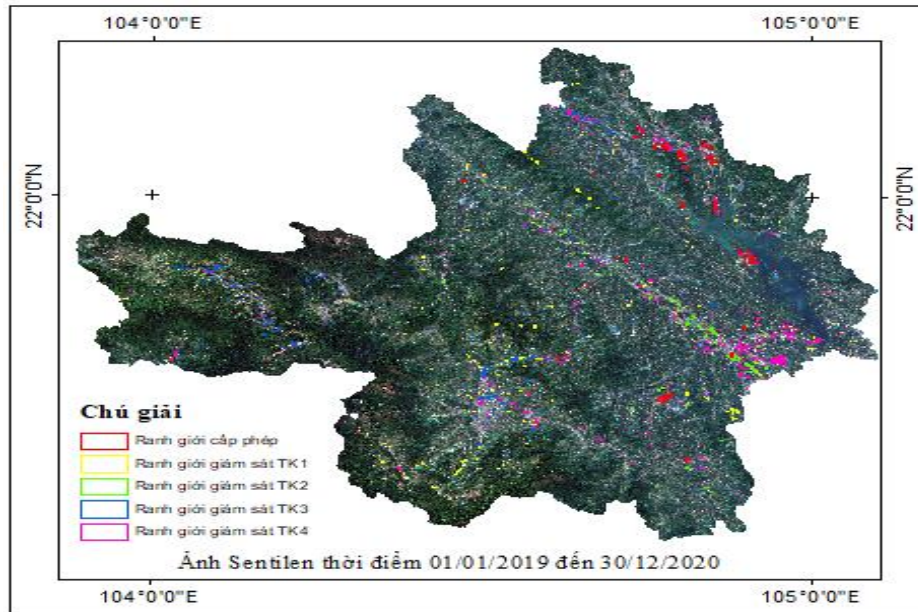 104°0'0"E 105°0'0"E
22°0'0"N 22°0'0"N
Chú giải
Ranh giới cấp phép
Ranh giới giám sát TK1
Ranh giới giám sát TK2
Ranh giới giám sát TK3
Ranh giới giám sát TK4
Ảnh Sentilen thời điểm 01/01/2019 đến 30/12/2020
104°0'0"E 105°0'0"E